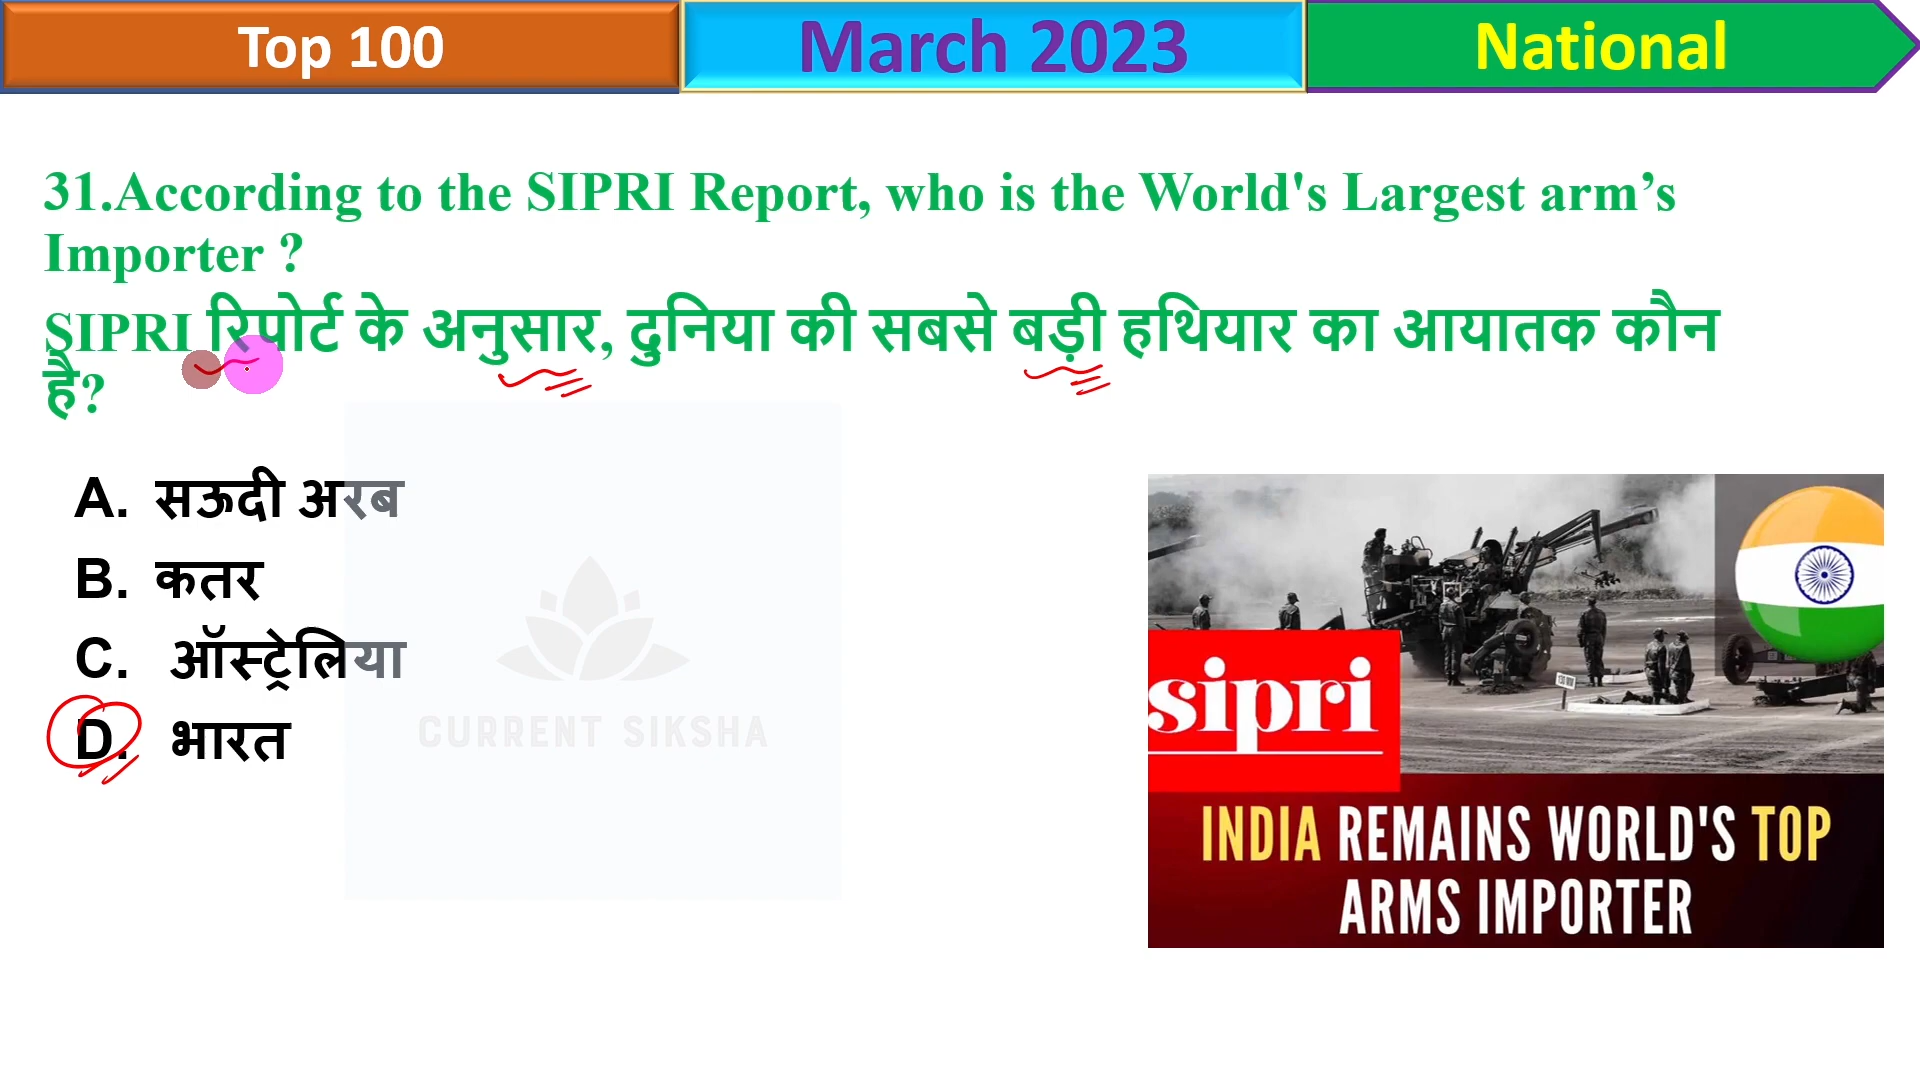 Top 100
March 2023
National
31.According to the SIPRI Report, who is the World's Largest arm’s
Importer ?
SIPRI रिपोर्ट के अनुसार, दुनिया की सबसे बड़ी हथियार का आयातक कौन
है?
A. सऊदी अरब
B. कतर
C. ऑस्ट्रेलिया
D. भारत
CURRENT SIKSHA
sipri
INDIA REMAINS WORLD'S TOP
ARMS IMPORTER